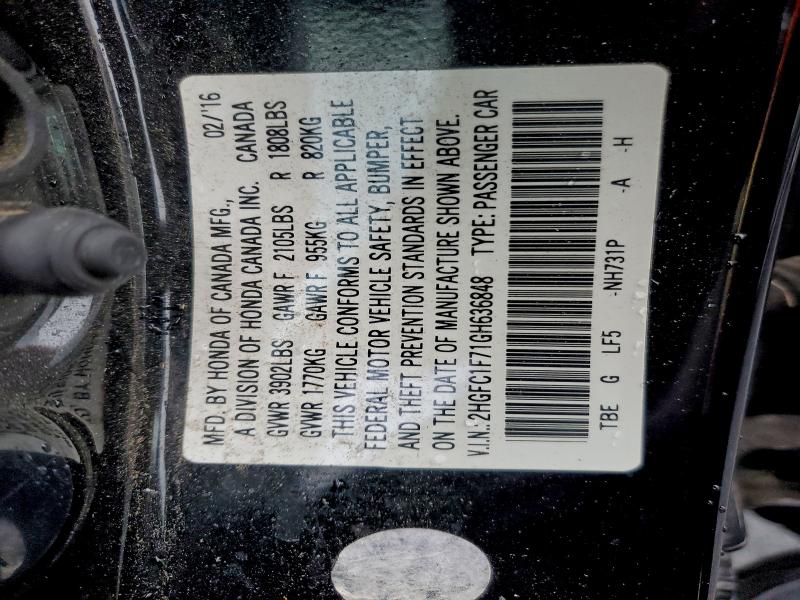 MFD. BY HONDA OF CANADA MFG., 02/'16
A DIVISION OF HONDA CANADA INC. CANADA
GVWR 3902LBS GAWR F 2105LBS R 1808LBS
GVWR 1770KG GAWR F 955KG R 820KG
THIS VEHICLE CONFORMS TO ALL APPLICABLE
FEDERAL MOTOR VEHICLE SAFETY, BUMPER,
AND THEFT PREVENTION STANDARDS IN EFFECT
ON THE DATE OF MANUFACTURE SHOWN ABOVE.
V.I.N.: 2HGFC1F71GH636848 TYPE: PASSENGER CAR
-TBE G LF5 -NH731P -A -H